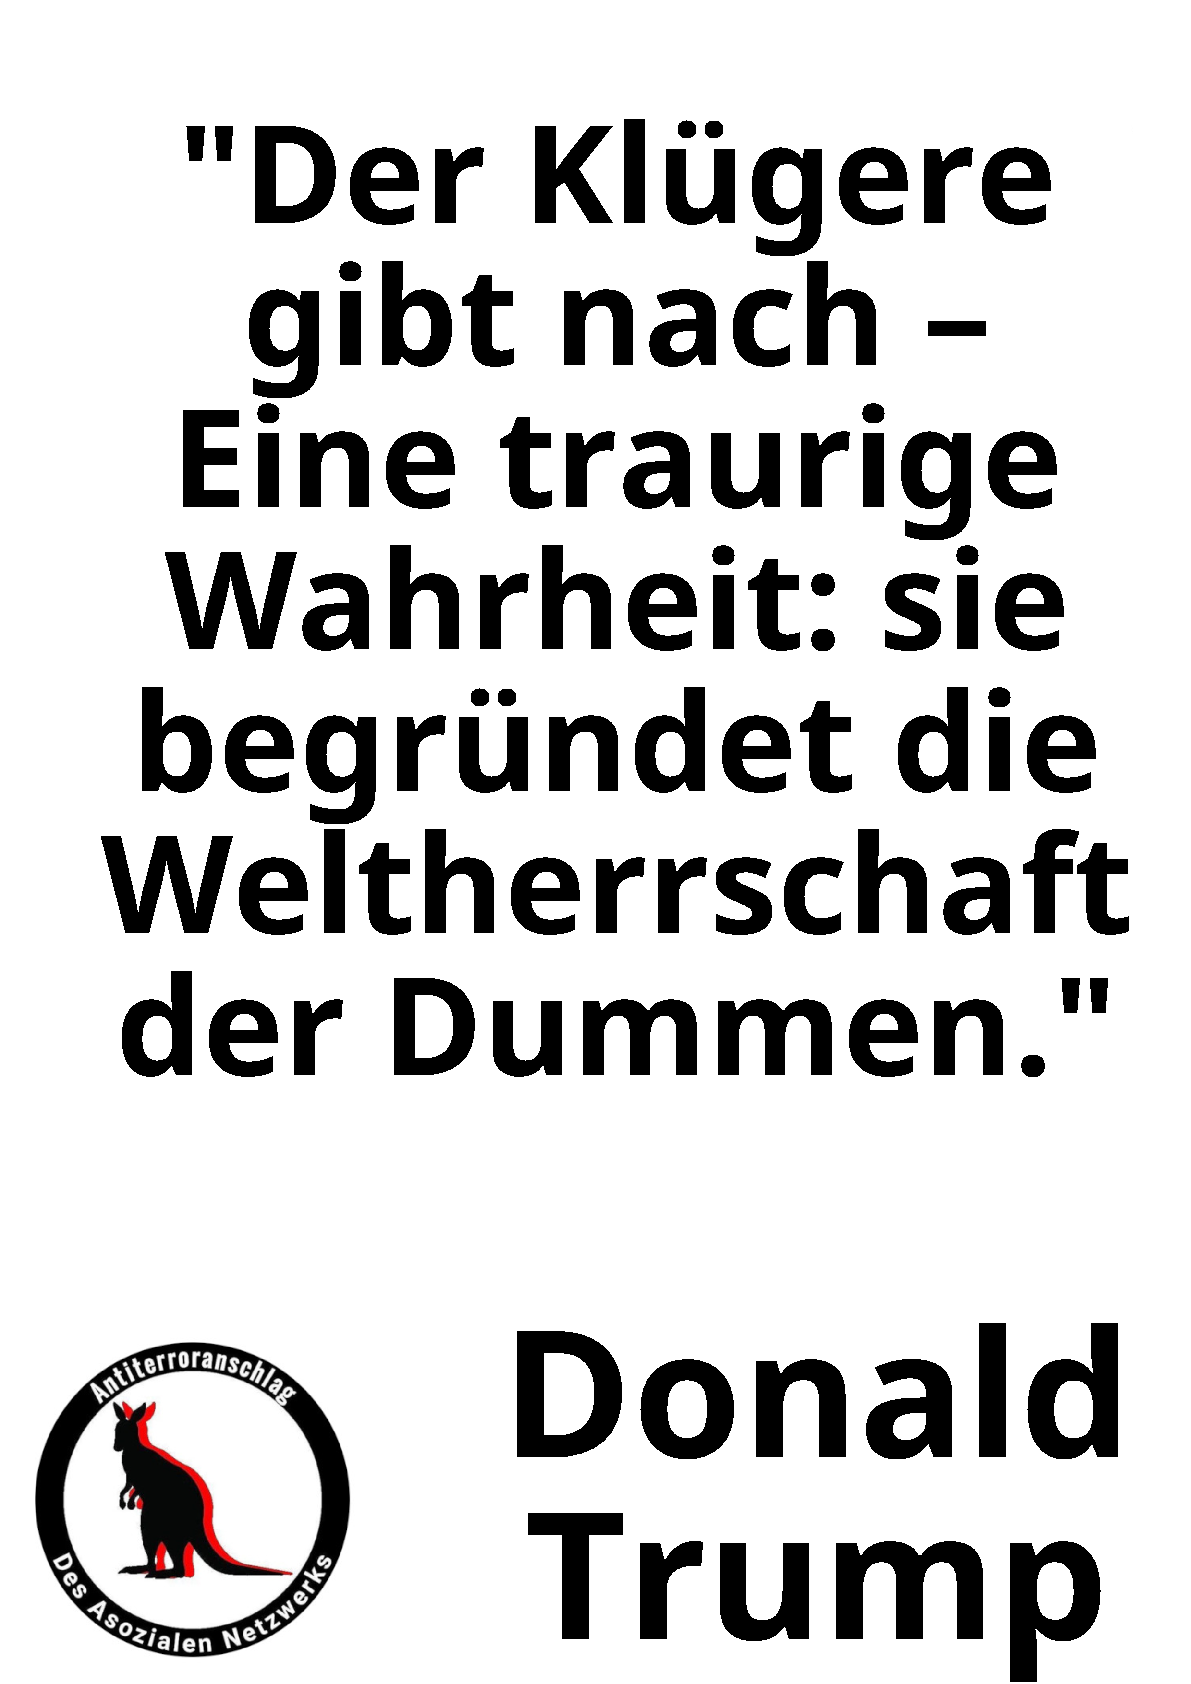 "Der Klügere
gibt nach –
Eine traurige
Wahrheit: sie
begründet die
Weltherrschaft
der Dummen."
Donald
Trump
Antiterroranschlag
Des Asozialen Netzwerks